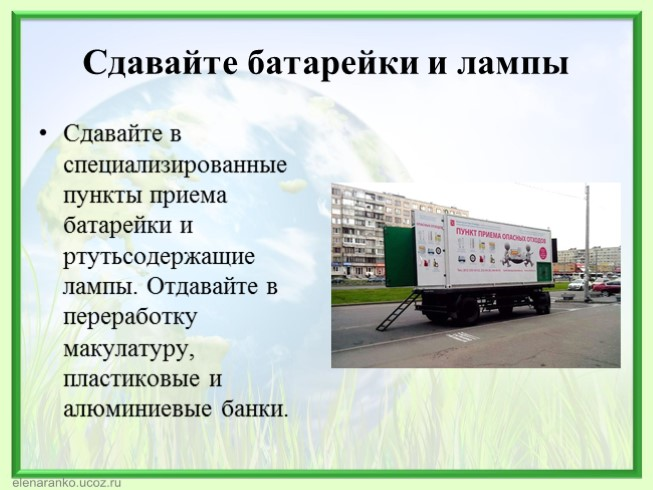 Сдавайте батарейки и лампы
• Сдавайте в
специализированные
пункты приема
батарейки и
ртутьсодержащие
лампы. Отдавайте в
переработку
макулатуру,
пластиковые и
алюминиевые банки.
ПУНКТ ПРИЕМА ОПАСНЫХ ОТХОДОВ
elenaranko.ucoz.ru